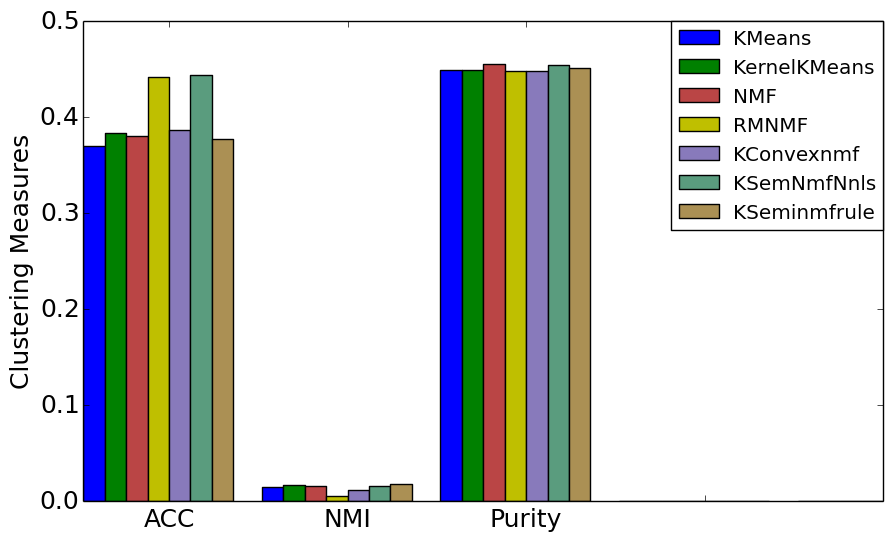 0.5
0.4
0.3
0.2
0.1
0.0
Clustering Measures
ACC
NMI
Purity
KMeans
KernelKMeans
NMF
RMNMF
KConvexnmf
KSemNmfNnls
KSeminmfrule